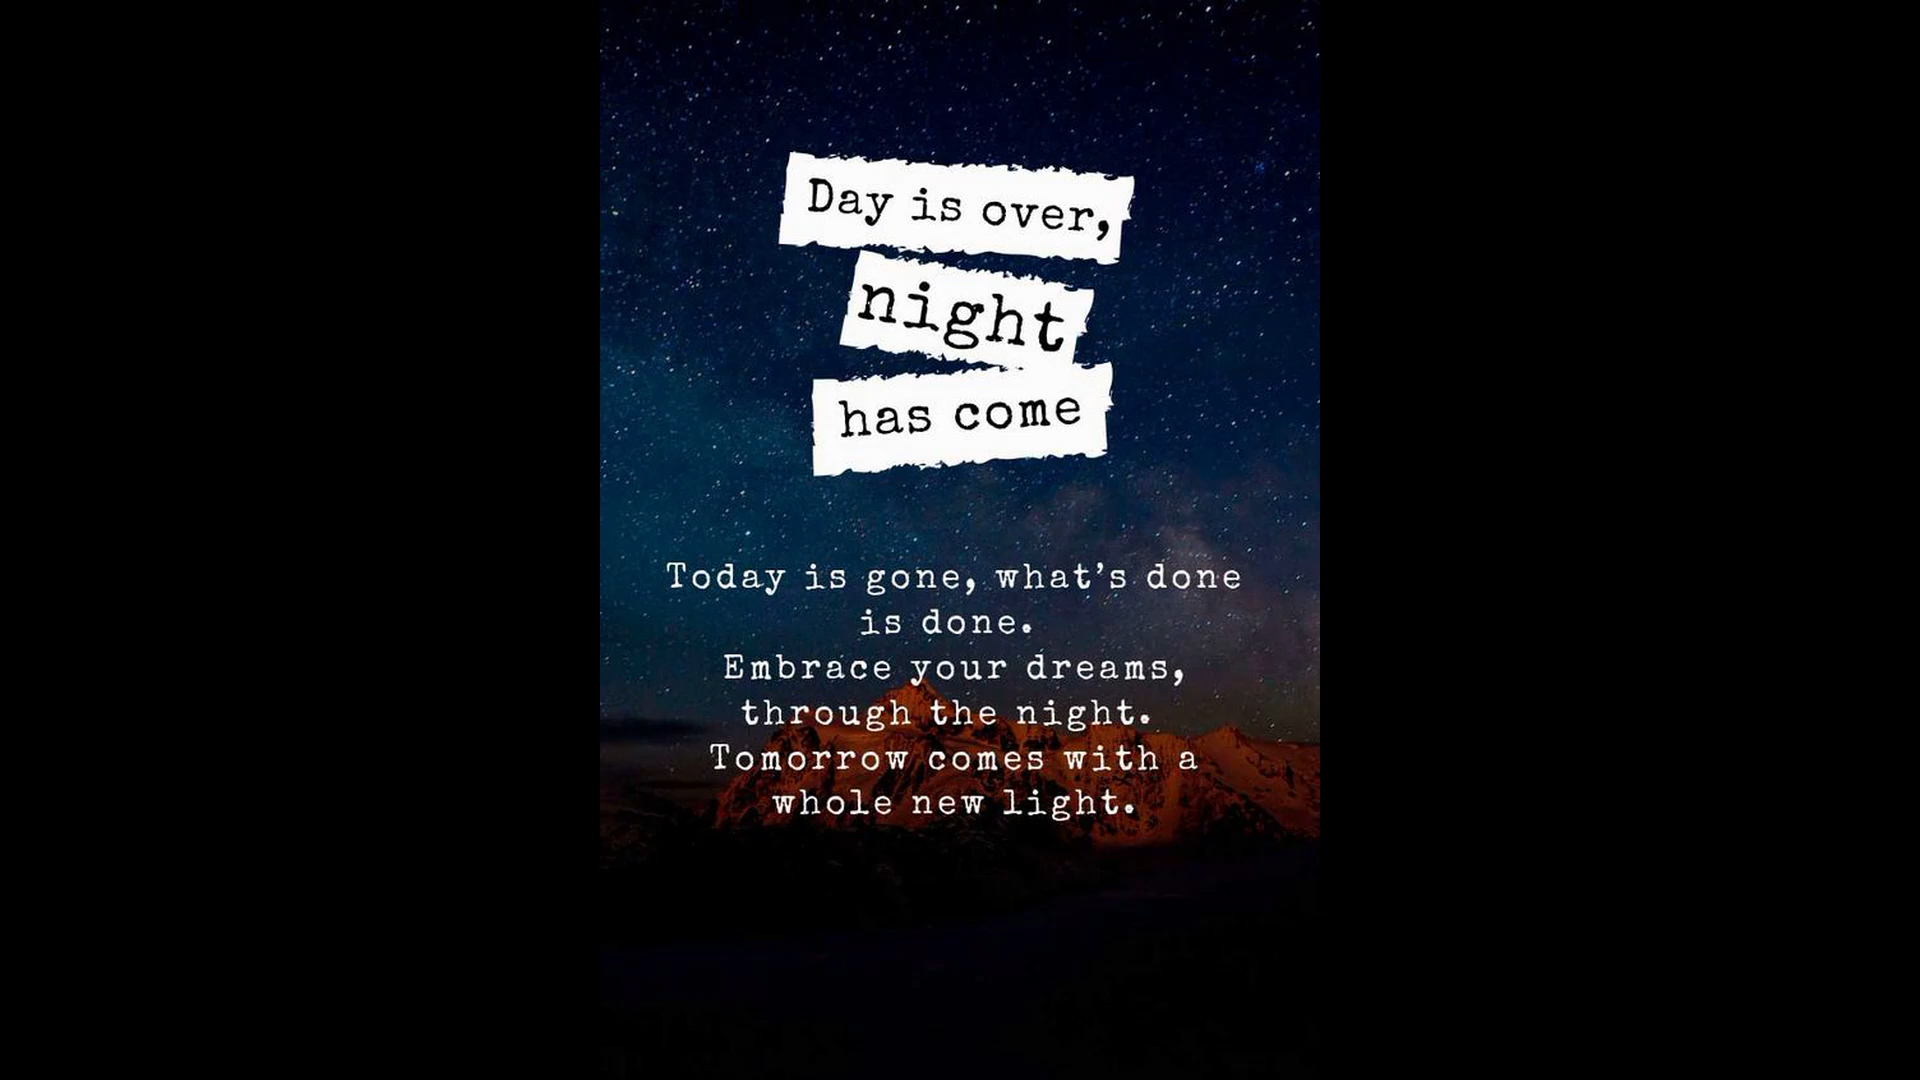 Day is over,
night
has come
Today is gone, what’s done
is done.
Embrace your dreams,
through the night.
Tomorrow comes with a
whole new light.